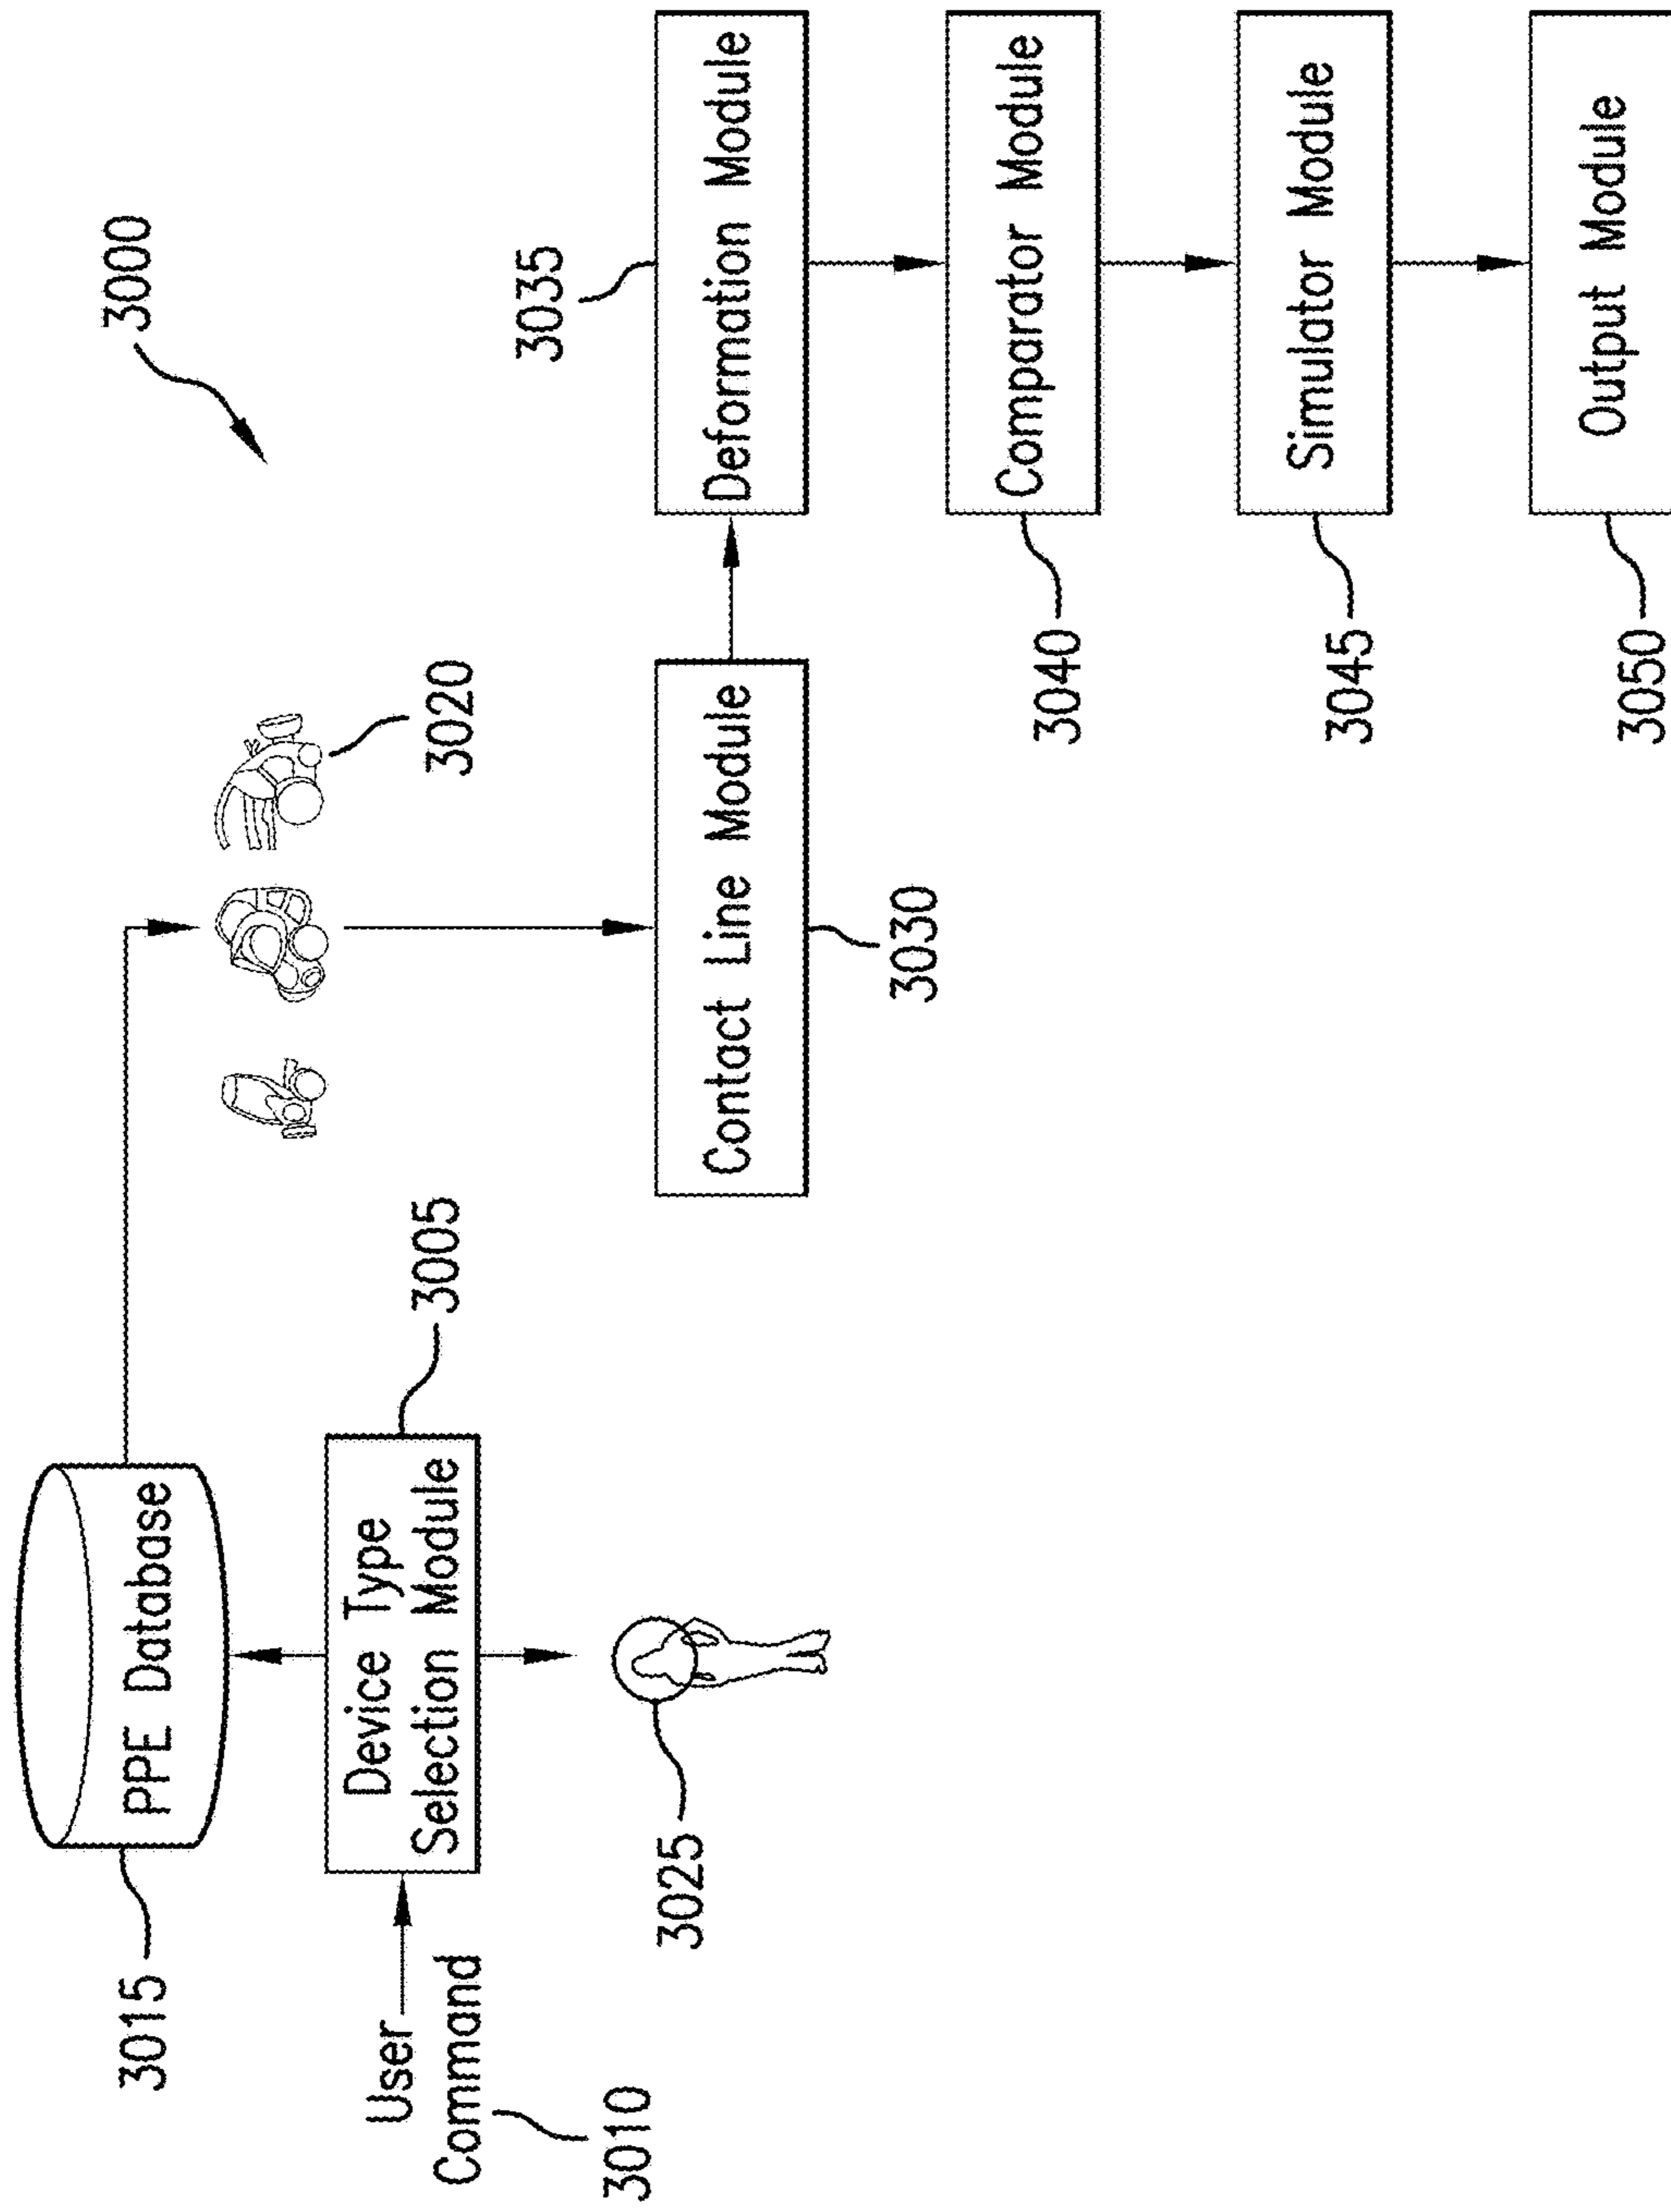 3000
3015
PPE Database
User
Command
3010
Device Type
Selection Module
3005
3025
3020
Contact Line Module
3030
3035
Deformation Module
3040
Comparator Module
3045
Simulator Module
3050
Output Module